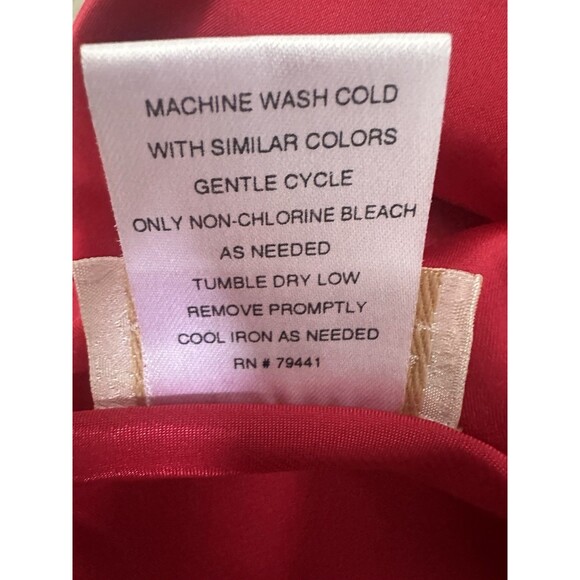 MACHINE WASH COLD
WITH SIMILAR COLORS
GENTLE CYCLE
ONLY NON-CHLORINE BLEACH
AS NEEDED
TUMBLE DRY LOW
REMOVE PROMPTLY
COOL IRON AS NEEDED
RN # 79441